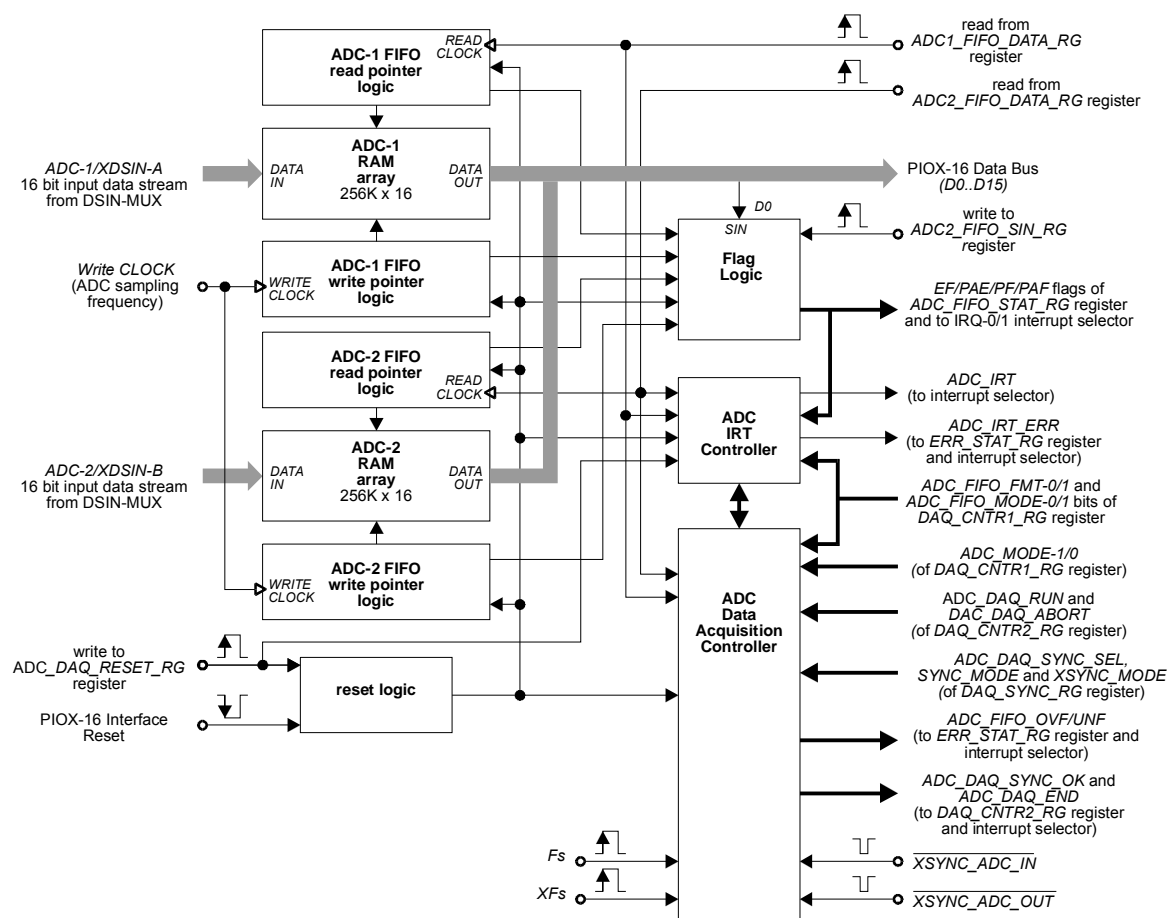 read from
ADC1_FIFO_DATA_RG
register
read from
ADC2_FIFO_DATA_RG register
ADC-1 FIFO
read pointer
logic
READ
CLOCK
ADC-1/XDSIN-A
16 bit input data stream
from DSIN-MUX
DATA
IN
ADC-1
RAM
array
256K x 16
DATA
OUT
PIOX-16 Data Bus
(D0..D15)
D0
SIN
Flag
Logic
write to
ADC2_FIFO_SIN_RG
register
Write CLOCK
(ADC sampling
frequency)
WRITE
CLOCK
ADC-1 FIFO
write pointer
logic
EF/PAE/PF/PAF flags of
ADC_FIFO_STAT_RG register
and to IRQ-0/1 interrupt selector
ADC-2 FIFO
read pointer
logic
READ
CLOCK
ADC
IRT
Controller
ADC_IRT
(to interrupt selector)
ADC_IRT_ERR
(to ERR_STAT_RG register
and interrupt selector)
ADC-2/XDSIN-B
16 bit input data stream
from DSIN-MUX
DATA
IN
ADC-2
RAM
array
256K x 16
DATA
OUT
ADC_FIFO_FMT-0/1 and
ADC_FIFO_MODE-0/1 bits of
DAQ_CNTR1_RG
register
WRITE
CLOCK
ADC-2 FIFO
write pointer
logic
ADC
Data
Acquisition
Controller
ADC_MODE-1/0
(of DAQ_CNTR1_RG register)
ADC_DAQ_RUN and
DAC_DAQ_ABORT
(of DAQ_CNTR2_RG register)
write to
ADC_DAQ_RESET_RG
register
reset logic
PIOX-16 Interface
Reset
ADC_DAQ_SYNC_SEL,
SYNC_MODE and XSYNC_MODE
(of DAQ_SYNC_RG register)
ADC_FIFO_OVF/UNF
(to ERR_STAT_RG register and
interrupt selector)
ADC_DAQ_SYNC_OK and
ADC_DAQ_END
(to DAQ_CNTR2_RG register
and interrupt selector)
Fs
XSYNC_ADC_IN
XFs
XSYNC_ADC_OUT